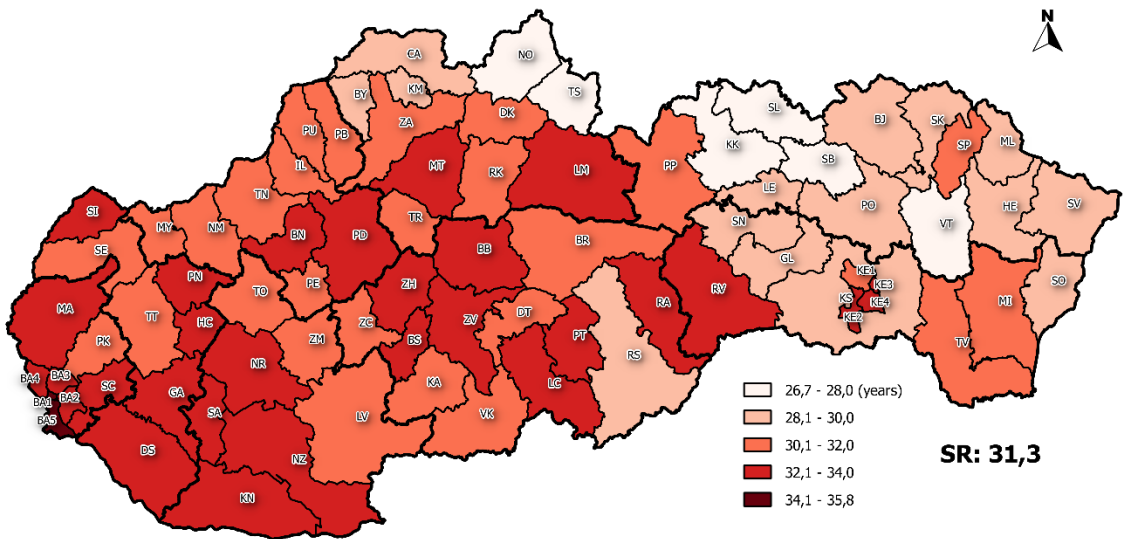 N
CA
NO
BY
KM
TS
PU
PB
ZA
DK
SL
BJ
SK
ML
SP
KK
SB
IL
MT
RK
LM
PP
LE
PO
HE
SV
TN
SI
MY
NM
BN
PD
TR
BB
BR
SN
VT
SE
GL
PN
TO
PE
ZH
RA
RV
KE1
KE3
KS
KE4
KE2
MI
SO
MA
TT
HC
ZM
ZC
BS
ZV
DT
PT
RS
TV
PK
NR
BA4
BA3
SC
GA
SA
KA
LC
BA1
BA2
BA5
LV
VK
DS
NZ
KN
26,7 - 28,0 (years)
28,1 - 30,0
30,1 - 32,0
32,1 - 34,0
34,1 - 35,8
SR: 31,3